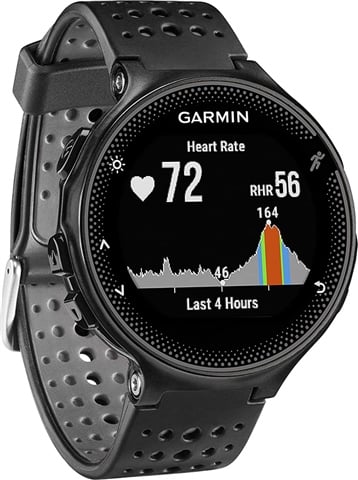 GARMIN
Heart Rate
72
RHR 56
164
46
Last 4 Hours